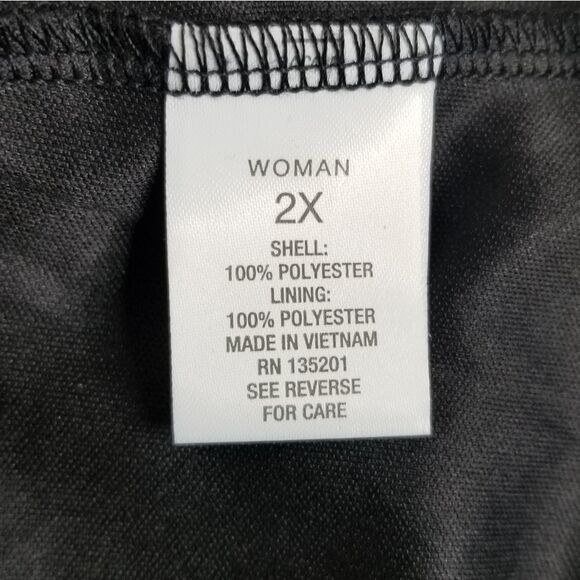 WOMAN
2X
SHELL:
100% POLYESTER
LINING:
100% POLYESTER
MADE IN VIETNAM
RN 135201
SEE REVERSE
FOR CARE